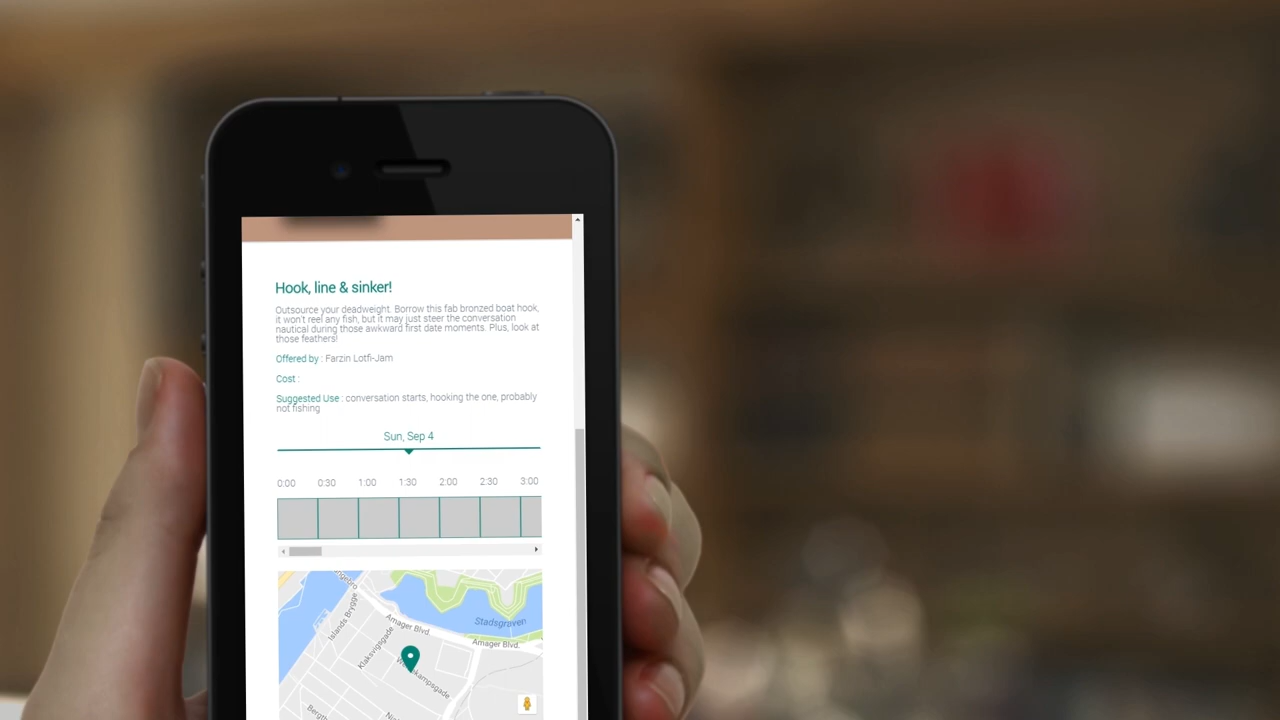 Hook, line & sinker!
Outsource your deadweight. Borrow this fab bronzed boat hook,
it won't reel any fish, but it may just steer the conversation
nautical during those awkward first date moments. Plus, look at
those feathers!
Offered by : Farzin Lotfi-Jam
Cost :
Suggested Use : conversation starts, hooking the one, probably
not fishing
Sun, Sep 4
0:00 0:30 1:00 1:30 2:00 2:30 3:00
Islands Brygge
Amager Blvd.
Stadsgraven
Amager Blvd.
Klaksvigsgade